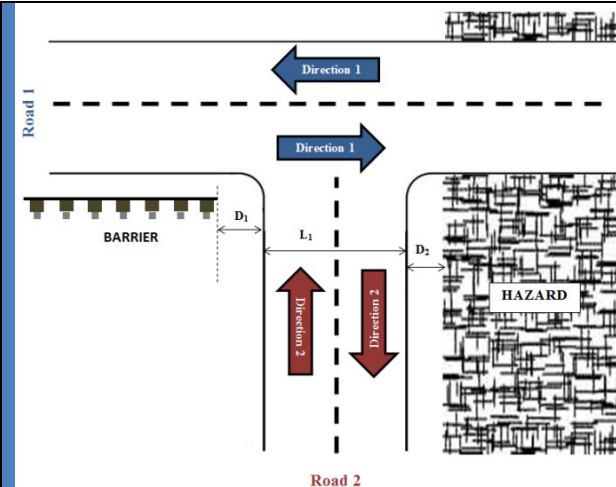 Direction 1
Road 1
Direction 1
D1
L1
D2
BARRIER
HAZARD
Direction 2
Direction 2
Road 2